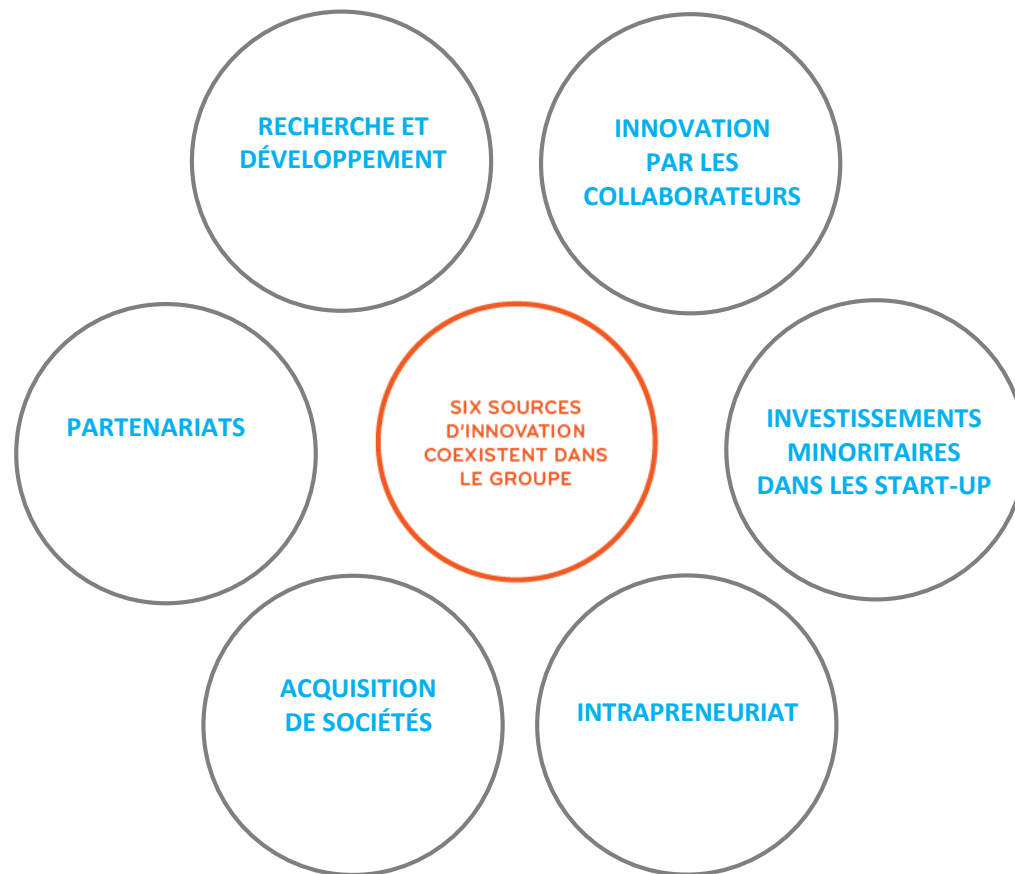 RECHERCHE ET
DÉVELOPPEMENT
INNOVATION
PAR LES
COLLABORATEURS
PARTENARIATS
SIX SOURCES
D'INNOVATION
COEXISTENT DANS
LE GROUPE
INVESTISSEMENTS
MINORITAIRES
DANS LES START-UP
ACQUISITION
DE SOCIÉTÉS
INTRAPRENEURIAT